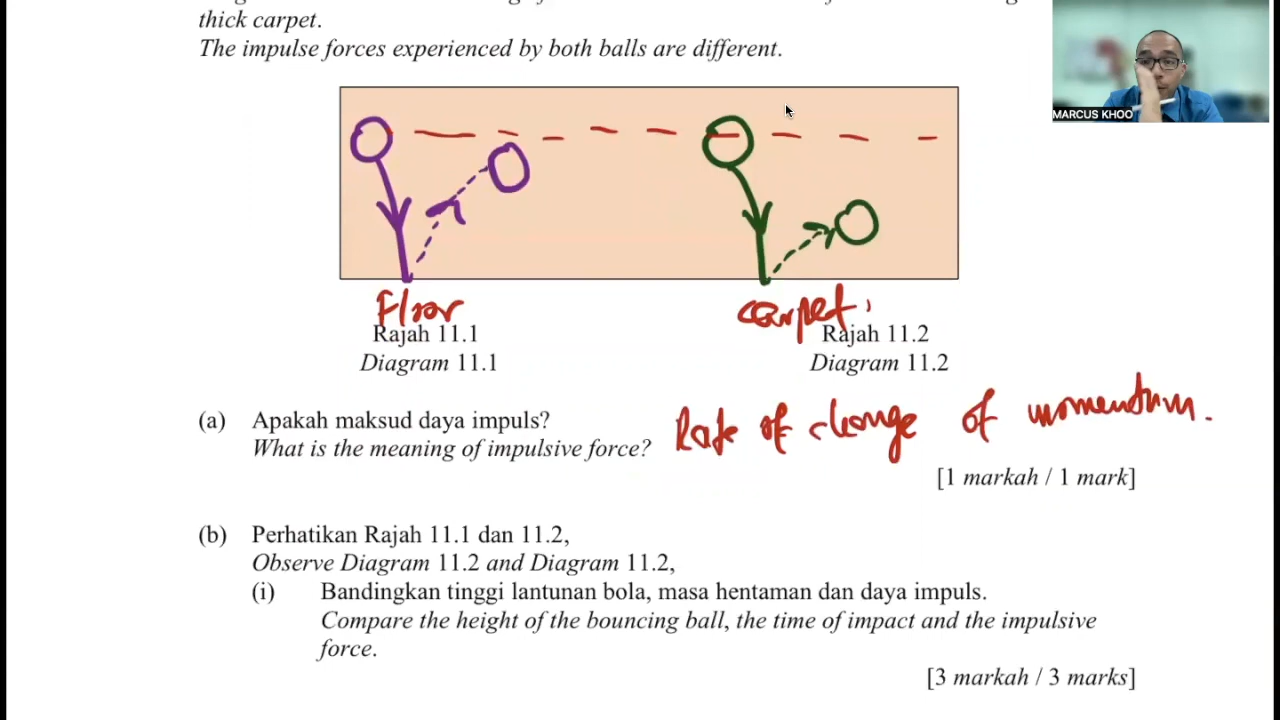 thick carpet.
The impulse forces experienced by both balls are different.
MARCUS KHOO
Floor
carpet.
Rajah 11.1
Rajah 11.2
Diagram 11.1
Diagram 11.2
(a) Apakah maksud daya impuls?
What is the meaning of impulsive force?
Rate of change of momentum.
[1 markah / 1 mark]
(b) Perhatikan Rajah 11.1 dan 11.2,
Observe Diagram 11.2 and Diagram 11.2,
(i) Bandingkan tinggi lantunan bola, masa hentaman dan daya impuls.
Compare the height of the bouncing ball, the time of impact and the impulsive
force.
[3 markah / 3 marks]